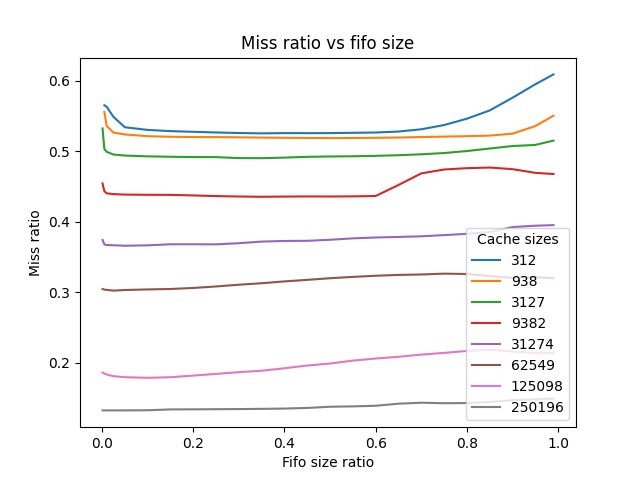 Miss ratio vs fifo size
Miss ratio
0.6
0.5
0.4
0.3
0.2
0.0 0.2 0.4 0.6 0.8 1.0
Fifo size ratio
Cache sizes
312
938
3127
9382
31274
62549
125098
250196